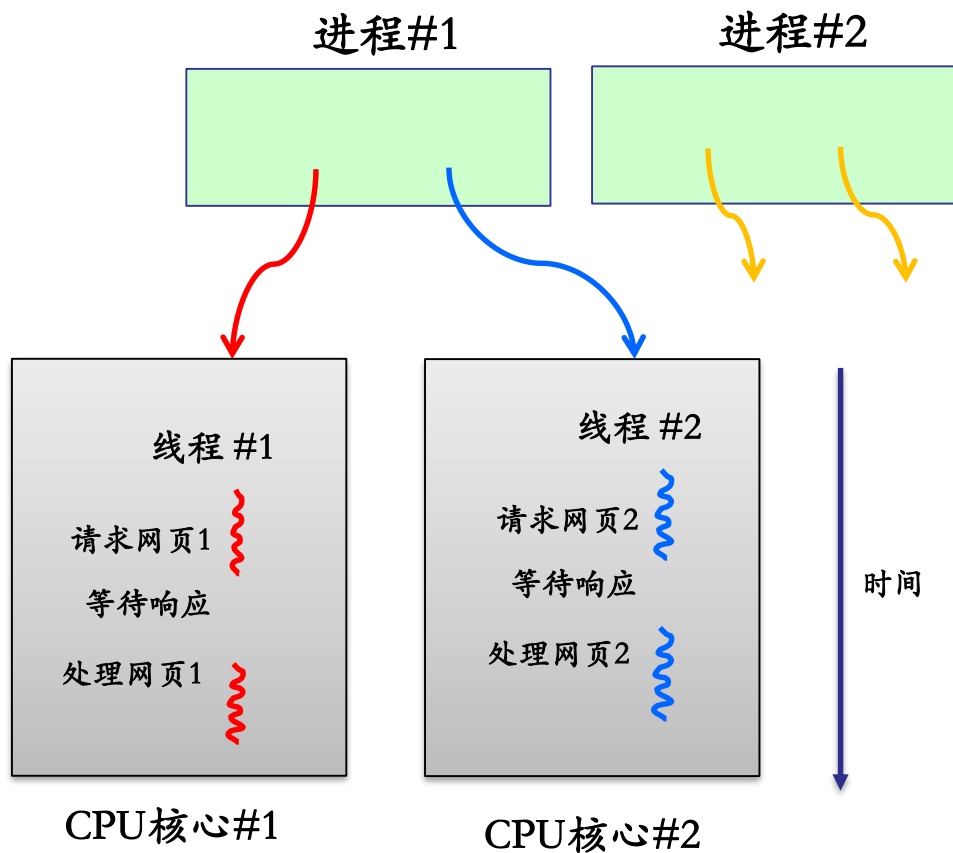 进程#1
进程#2
线程 #1
请求网页1
等待响应
处理网页1
CPU核心#1
线程 #2
请求网页2
等待响应
处理网页2
CPU核心#2
时间